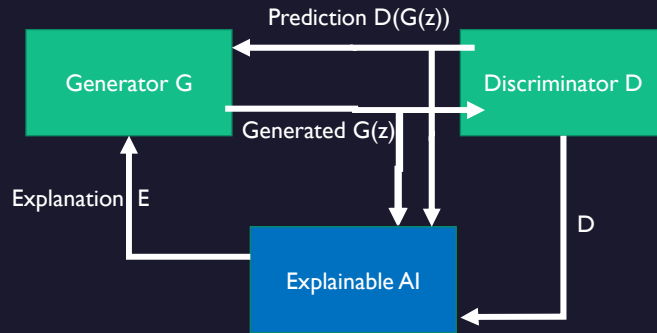 Prediction D(G(z))
Generator G
Discriminator D
Generated G(z)
Explanation E
D
Explainable AI